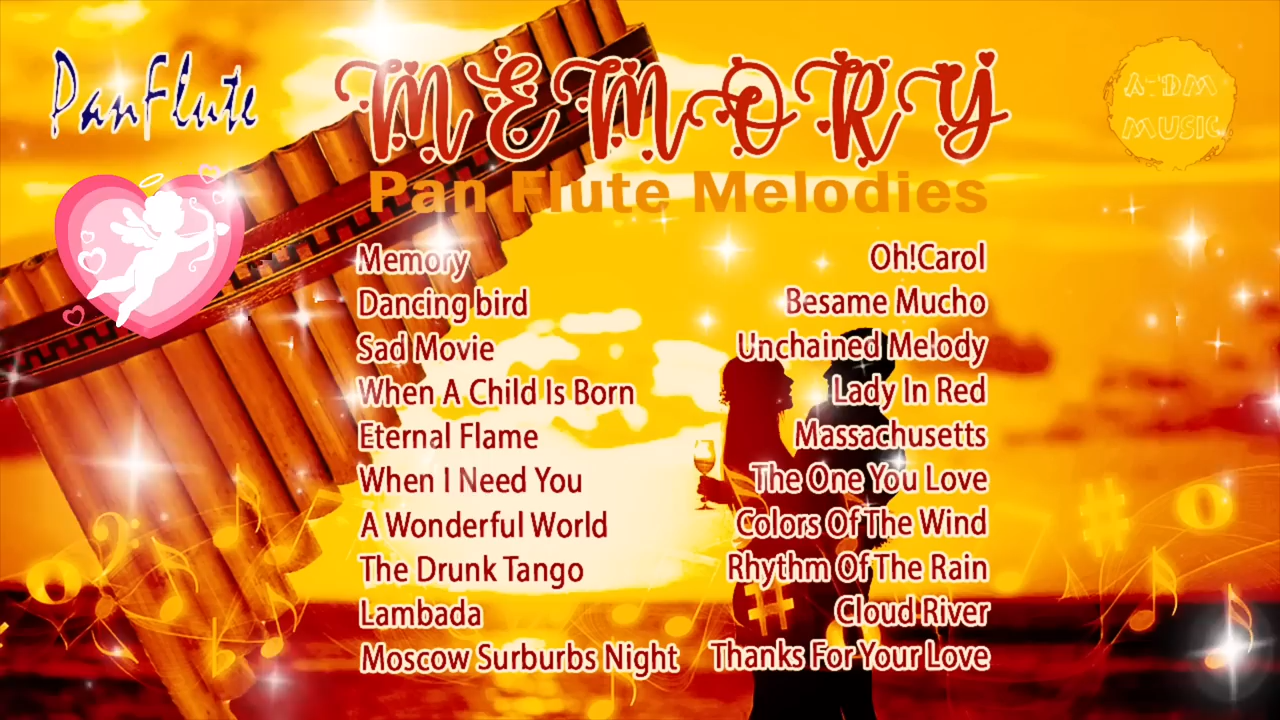 PanFlute
MEMORY
A-DM
MUSIC
Pan Flute Melodies
Memory
Dancing bird
Sad Movie
When A Child Is Born
Eternal Flame
When I Need You
A Wonderful World
The Drunk Tango
Lambada
Moscow Surburbs Night
Oh!Carol
Besame Mucho
Unchained Melody
Lady In Red
Massachusetts
The One You Love
Colors Of The Wind
Rhythm Of The Rain
Cloud River
Thanks For Your Love